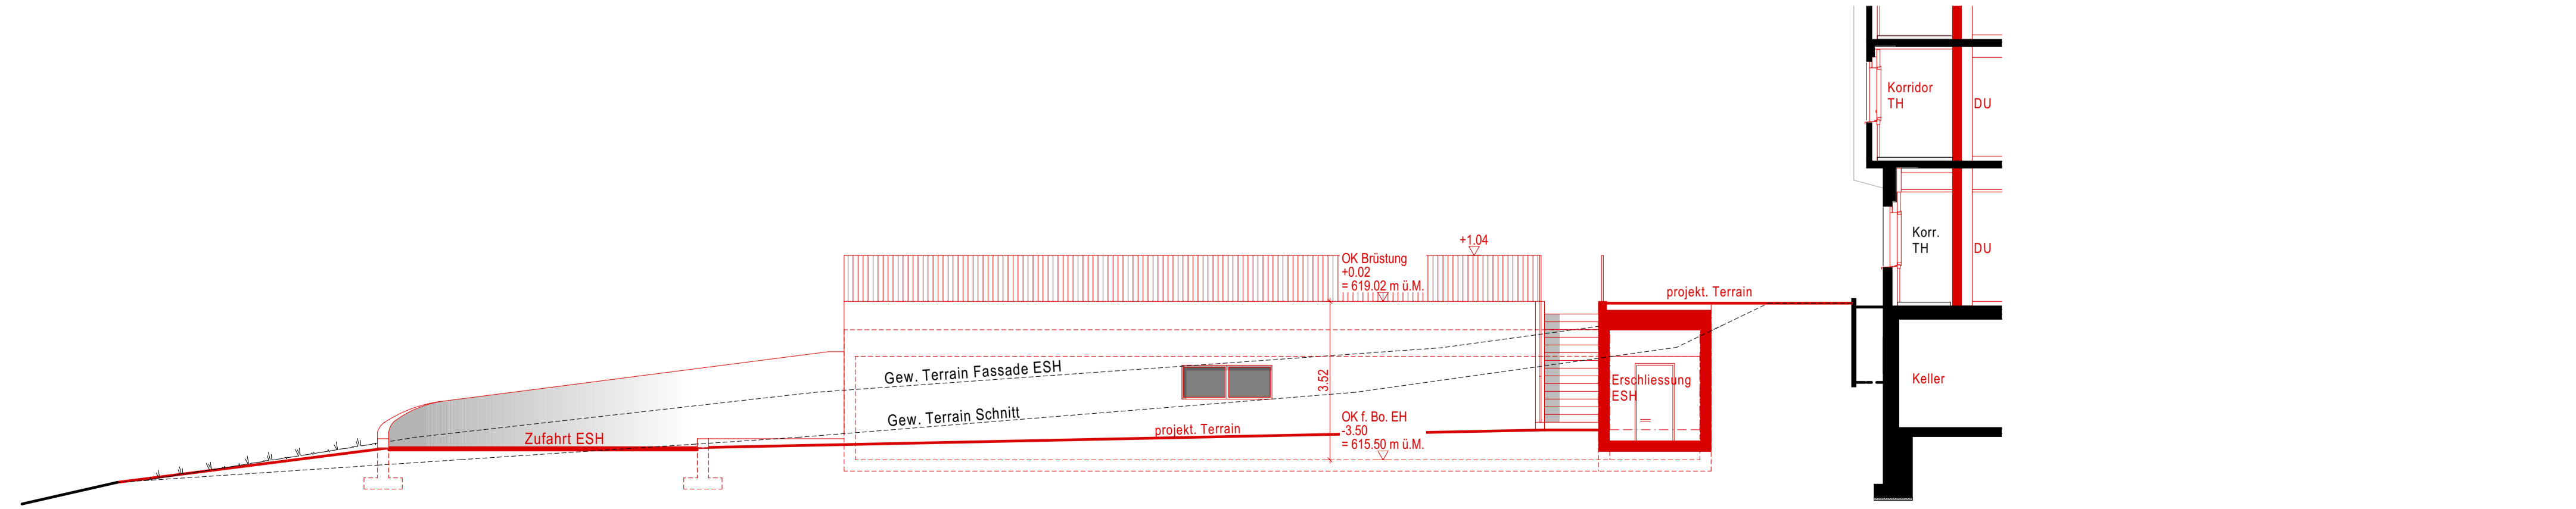 Korridor
TH
DU
Korr.
TH
DU
+1.04
OK Brüstung
+0.02
= 619.02 m ü.M.
projekt. Terrain
Gew. Terrain Fassade ESH
3.52
Erschliessung
ESH
Keller
Gew. Terrain Schnitt
OK f. Bo. EH
-3.50
= 615.50 m ü.M.
projekt. Terrain
Zufahrt ESH